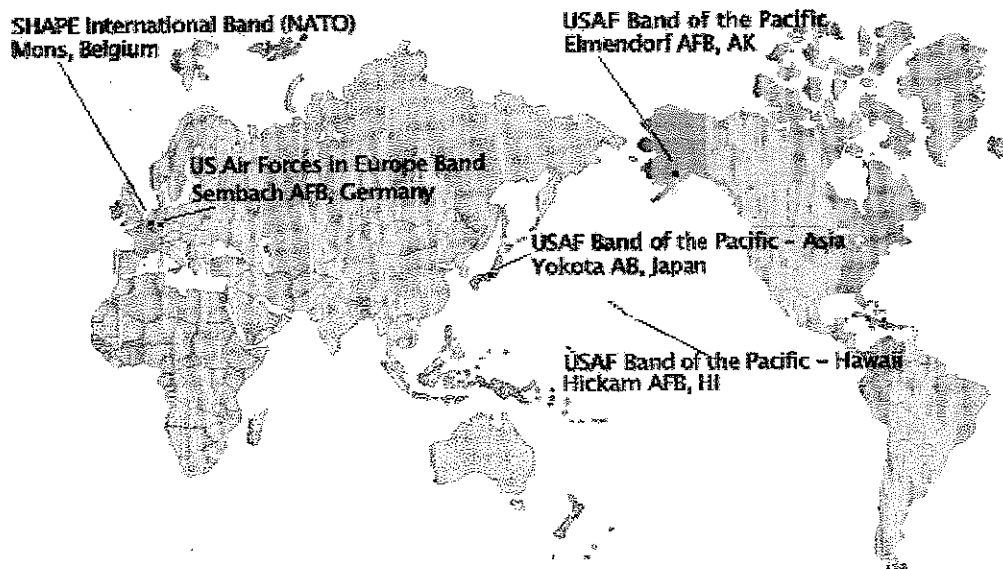 SHAPE International Band (NATO)
Mons, Belgium
USAF Band of the Pacific
Elmendorf AFB, AK
US Air Forces in Europe Band
Sembach AFB, Germany
USAF Band of the Pacific – Asia
Yokota AB, Japan
USAF Band of the Pacific – Hawaii
Hickam AFB, HI